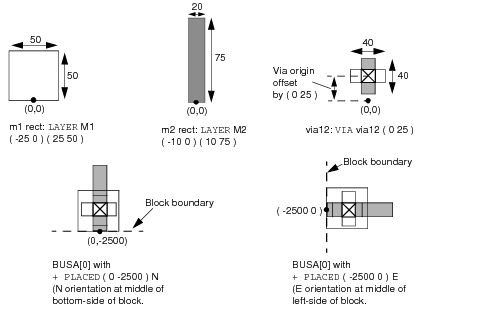 50
50
(0,0)
m1 rect: LAYER M1
( -25 0 ) ( 25 50 )
20
75
(0,0)
m2 rect: LAYER M2
( -10 0 ) ( 10 75 )
40
40
Via origin
offset
by ( 0 25 )
(0,0)
via12: VIA via12 ( 0 25 )
Block boundary
(0,-2500)
BUSA[0] with
+ PLACED ( 0 -2500 ) N
(N orientation at middle of
bottom-side of block.
Block boundary
( -2500 0 )
BUSA[0] with
+ PLACED ( -2500 0 ) E
(E orientation at middle of
left-side of block.